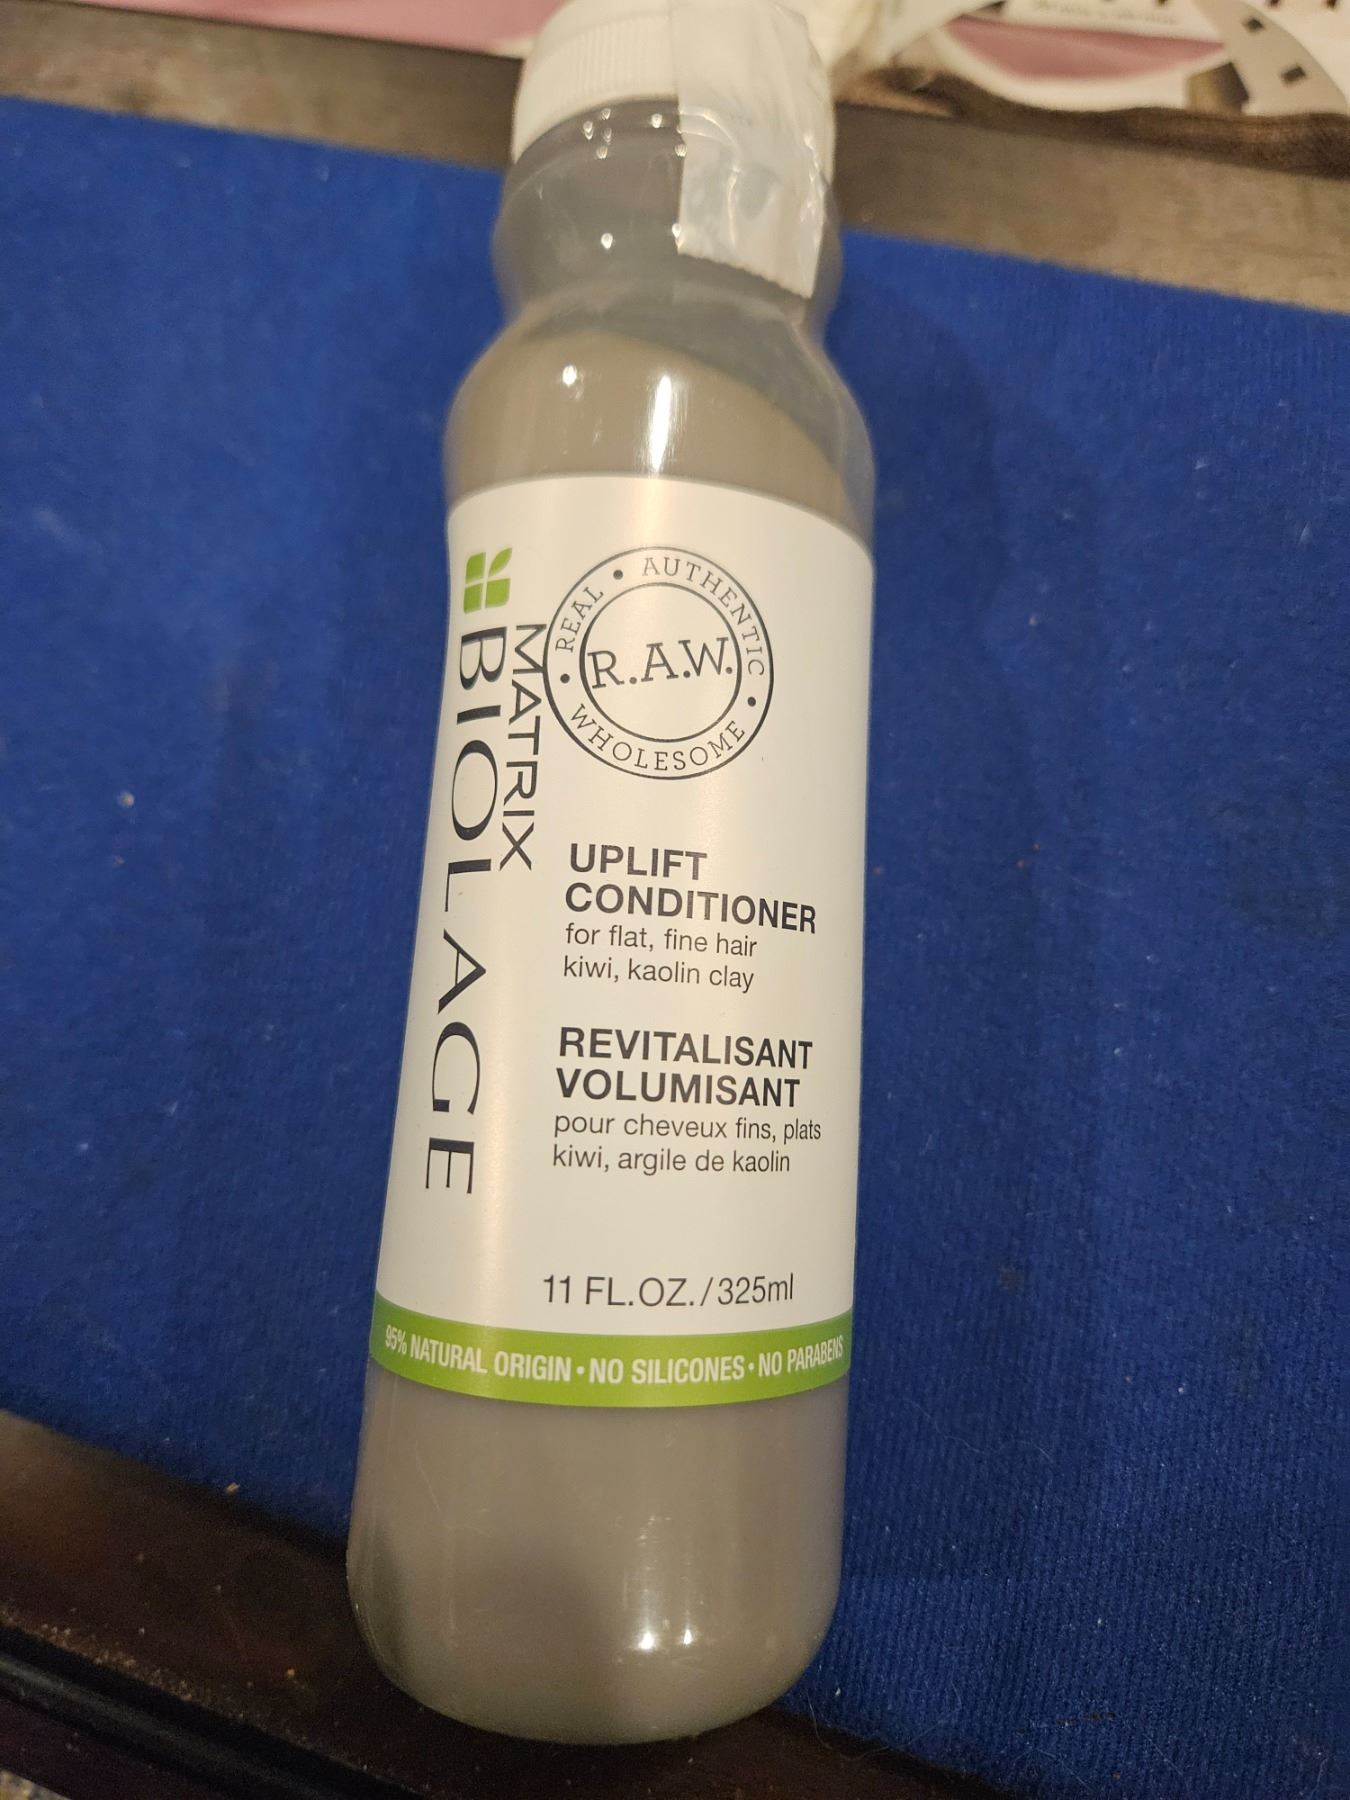 MATRIX
BIOLAGE
REAL • AUTHENTIC • WHOLESOME •
R.A.W.
UPLIFT
CONDITIONER
for flat, fine hair
kiwi, kaolin clay
REVITALISANT
VOLUMISANT
pour cheveux fins, plats
kiwi, argile de kaolin
11 FL.OZ./325ml
95% NATURAL ORIGIN • NO SILICONES • NO PARABENS